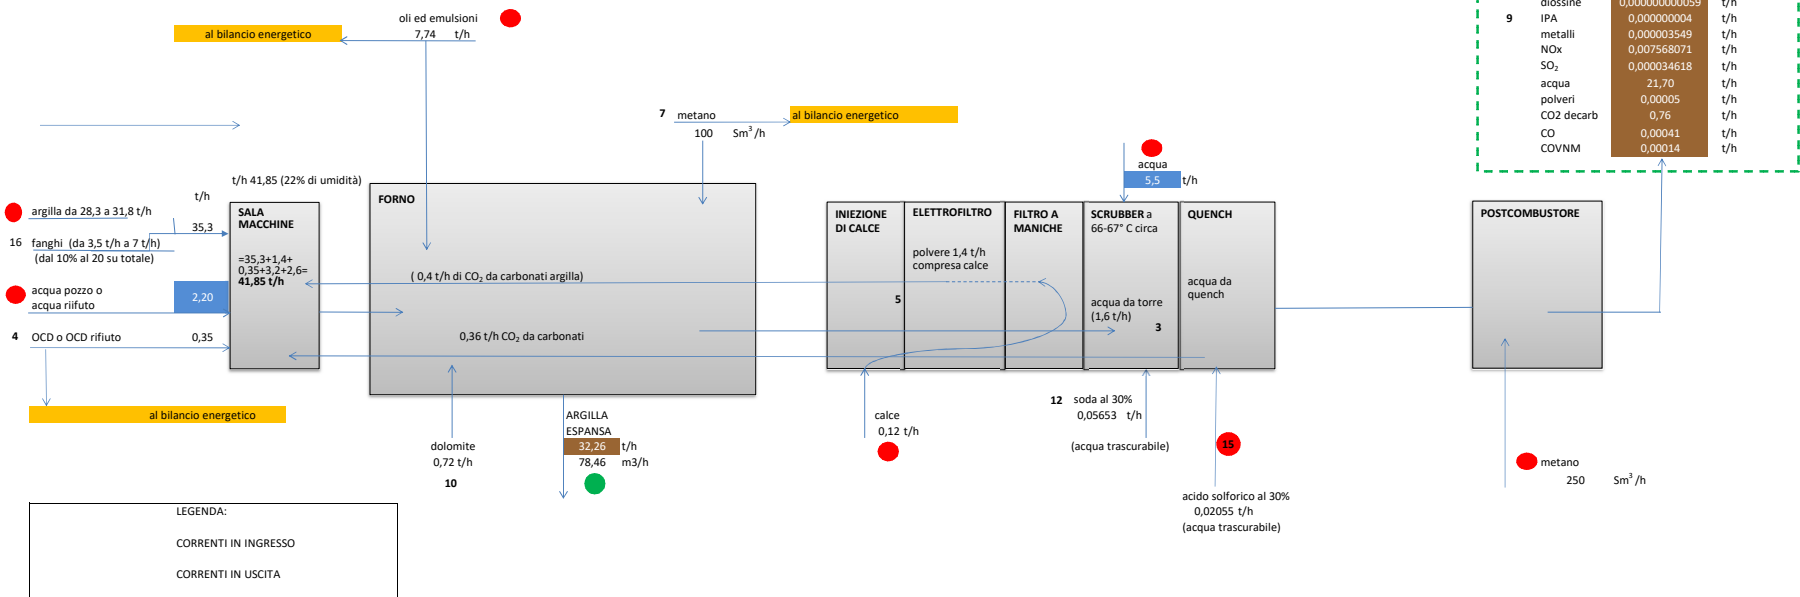 oli ed emulsioni
al bilancio energetico
7,74 t/h
diossine 0,000000000059 t/h
9 IPA 0,000000004 t/h
metalli 0,000003549 t/h
NOx 0,007568071 t/h
SO2 0,000034618 t/h
acqua 21,70 t/h
polveri 0,00005 t/h
CO2 decarb 0,76 t/h
CO 0,00041 t/h
COVNM 0,00014 t/h
7 metano
al bilancio energetico
100 Sm3/h
acqua
5,5 t/h
t/h 41,85 (22% di umidità)
t/h
argilla da 28,3 a 31,8 t/h
35,3
16 fanghi (da 3,5 t/h a 7 t/h)
(dal 10% al 20 su totale)
acqua pozzo o
acqua riifuto
2,20
4 OCD o OCD rifiuto 0,35
al bilancio energetico
SALA
MACCHINE
=35,3+1,4+
0,35+3,2+2,6=
41,85 t/h
FORNO
( 0,4 t/h di CO2 da carbonati argilla)
0,36 t/h CO2 da carbonati
INIEZIONE
DI CALCE
5
ELETTROFILTRO
polvere 1,4 t/h
compresa calce
FILTRO A
MANICHE
SCRUBBER a
66-67° C circa
acqua da torre
(1,6 t/h)
3
QUENCH
acqua da
quench
POSTCOMBUSTORE
dolomite
0,72 t/h
10
ARGILLA
ESPANSA
32,26 t/h
78,46 m3/h
calce
0,12 t/h
12 soda al 30%
0,05653 t/h
(acqua trascurabile)
15
acido solforico al 30%
0,02055 t/h
(acqua trascurabile)
metano
250 Sm3/h
LEGENDA:
CORRENTI IN INGRESSO
CORRENTI IN USCITA